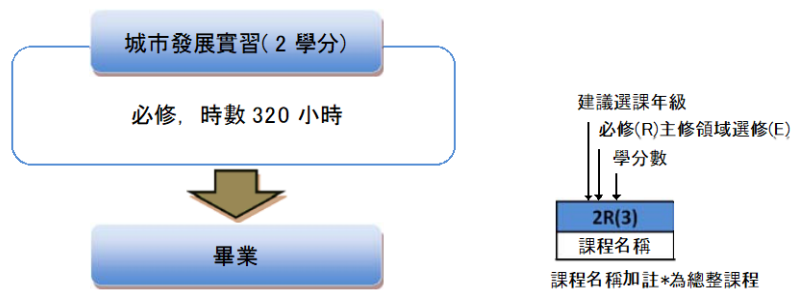 城市發展實習(2 學分)
必修, 時數 320 小時
畢業
建議選課年級
必修(R)主修領域選修(E)
學分數
2R(3)
課程名稱
課程名稱加註*為總整課程